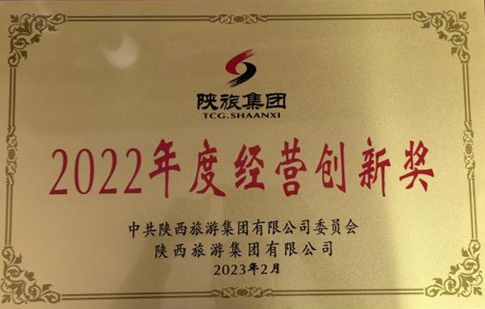 陕旅集团
TCG.SHAANXI
2022年度经营创新奖
中共陕西旅游集团有限公司委员会
陕西旅游集团有限公司
2023年2月